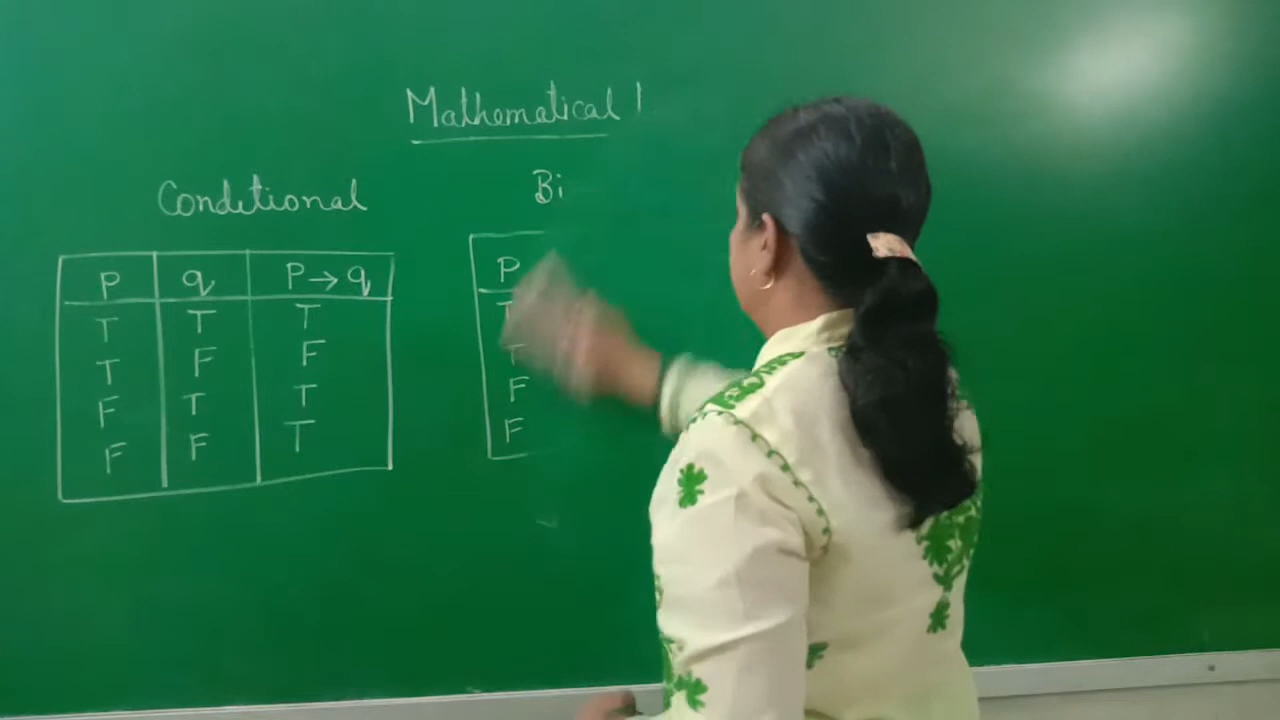 Mathematical
Conditional
Bi
P q P → q
T T T
T F F
F T T
F F T
P
T
T
F
F